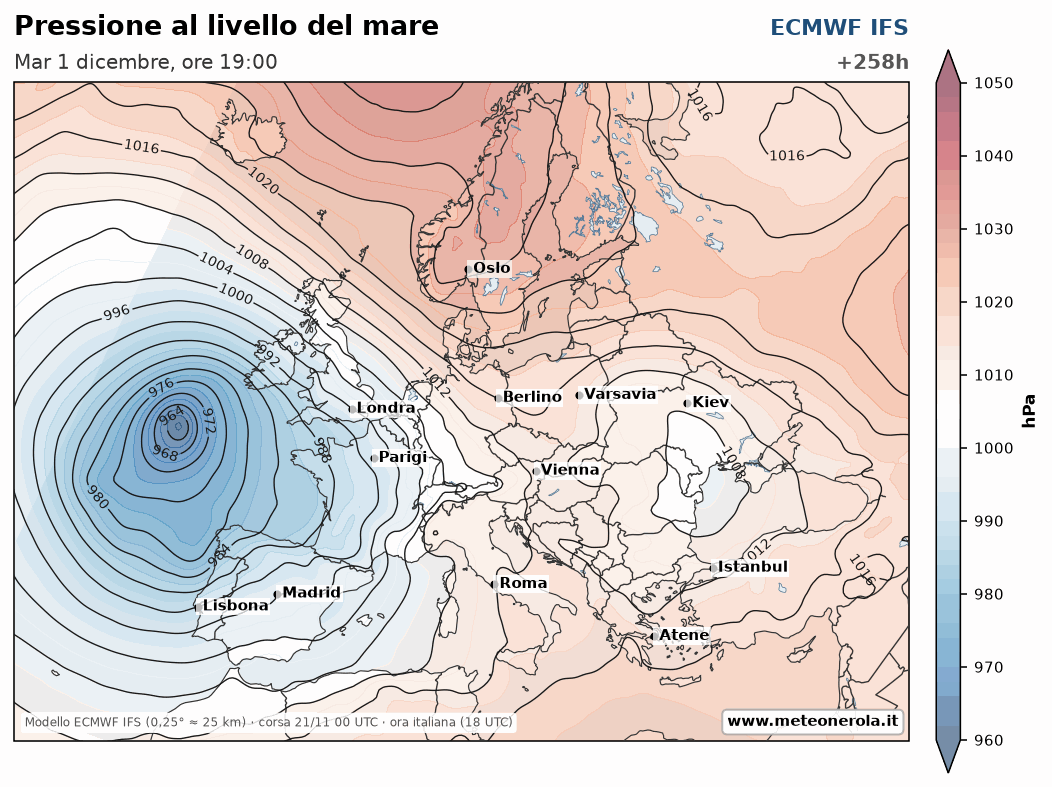 Pressione al livello del mare
ECMWF IFS
Mar 1 dicembre, ore 19:00
+258h
1050
1040
1030
1020
1010
1000
990
980
970
960
hPa
1016
1016
1016
1020
1008
1004
1000
996
992
976
964
972
968
980
988
984
1012
1008
1012
1016
Oslo
Londra
Berlino
Varsavia
Kiev
Parigi
Vienna
Istanbul
Roma
Madrid
Lisbona
Atene
Modello ECMWF IFS (0,25° ≈ 25 km) · corsa 21/11 00 UTC · ora italiana (18 UTC)
www.meteonerola.it